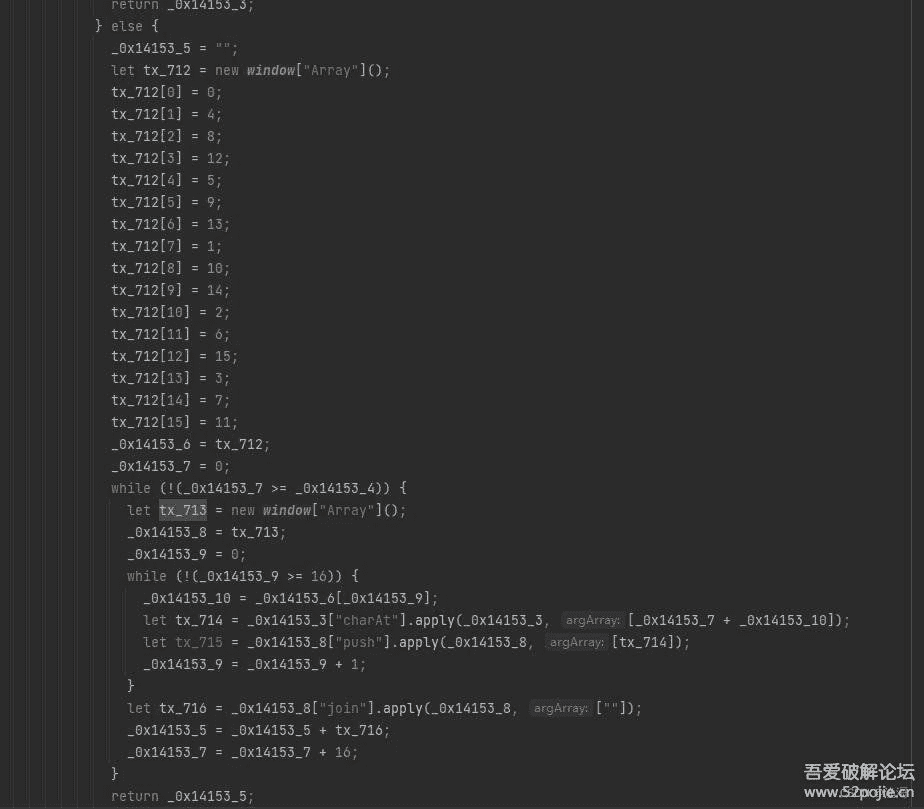 return _0x14153_3;
} else {
_0x14153_5 = "";
let tx_712 = new window["Array"]();
tx_712[0] = 0;
tx_712[1] = 4;
tx_712[2] = 8;
tx_712[3] = 12;
tx_712[4] = 5;
tx_712[5] = 9;
tx_712[6] = 13;
tx_712[7] = 1;
tx_712[8] = 10;
tx_712[9] = 14;
tx_712[10] = 2;
tx_712[11] = 6;
tx_712[12] = 15;
tx_712[13] = 3;
tx_712[14] = 7;
tx_712[15] = 11;
_0x14153_6 = tx_712;
_0x14153_7 = 0;
while (!(_0x14153_7 >= _0x14153_4)) {
let tx_713 = new window["Array"]();
_0x14153_8 = tx_713;
_0x14153_9 = 0;
while (!(_0x14153_9 >= 16)) {
_0x14153_10 = _0x14153_6[_0x14153_9];
let tx_714 = _0x14153_3["charAt"].apply(_0x14153_3, argArray: [_0x14153_7 + _0x14153_10]);
let tx_715 = _0x14153_8["push"].apply(_0x14153_8, argArray: [tx_714]);
_0x14153_9 = _0x14153_9 + 1;
}
let tx_716 = _0x14153_8["join"].apply(_0x14153_8, argArray: [""]);
_0x14153_5 = _0x14153_5 + tx_716;
_0x14153_7 = _0x14153_7 + 16;
}
return _0x14153_5;
吾爱破解论坛
www.52pojie.cn